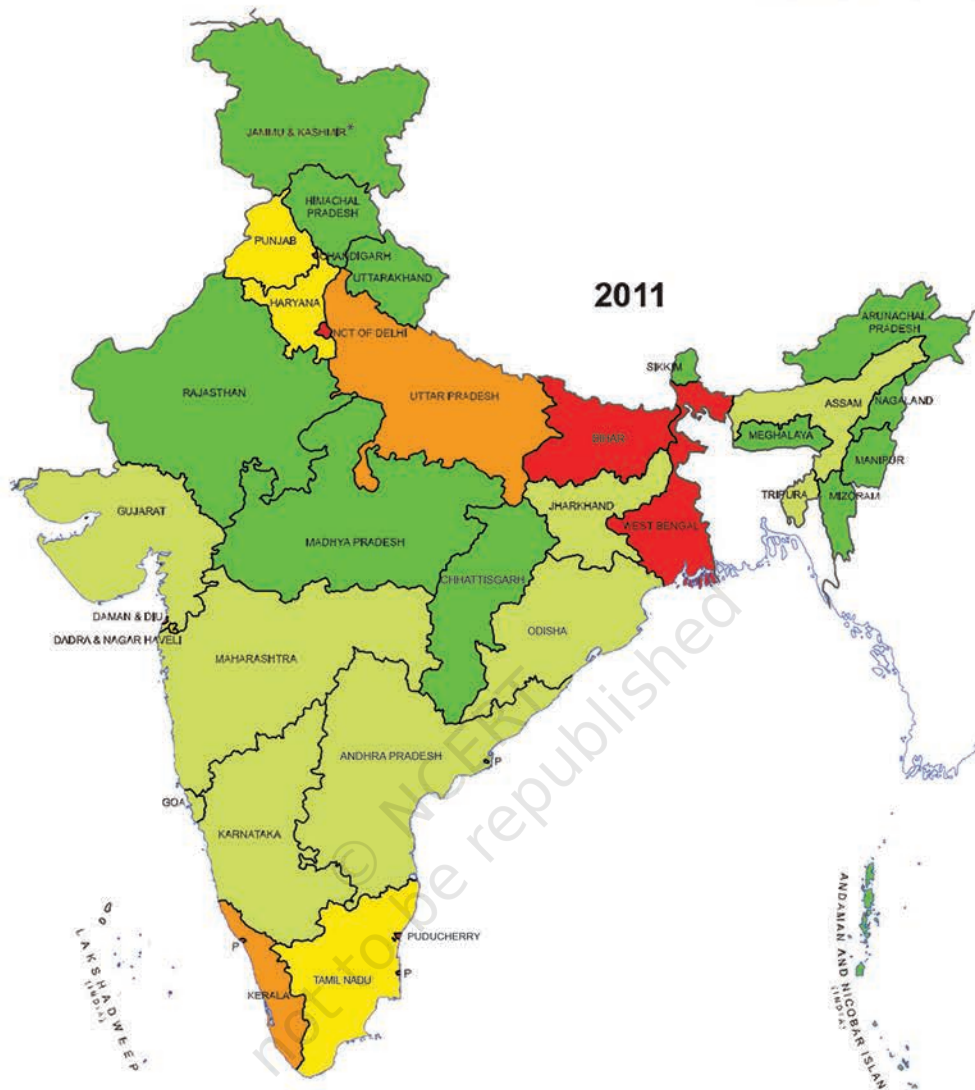 JAMMU & KASHMIR*
HIMACHAL
PRADESH
PUNJAB
CHANDIGARH
UTTARAKHAND
HARYANA
2011
NCT OF DELHI
ARUNACHAL
PRADESH
SIKKIM
RAJASTHAN
UTTAR PRADESH
ASSAM
NAGALAND
BIHAR
MEGHALAYA
MANIPUR
TRIPURA
MIZORAM
GUJARAT
JHARKHAND
WEST BENGAL
MADHYA PRADESH
CHHATTISGARH
DAMAN & DIU
DADRA & NAGAR HAVELI
ODISHA
MAHARASHTRA
ANDHRA PRADESH
P
GOA
KARNATAKA
© NCERT
not to be republished
P
PUDUCHERRY
P
TAMIL NADU
KERALA
LAKSHADWEEP
(INDIA)
ANDAMAN AND NICOBAR ISLAN
(INDIA)